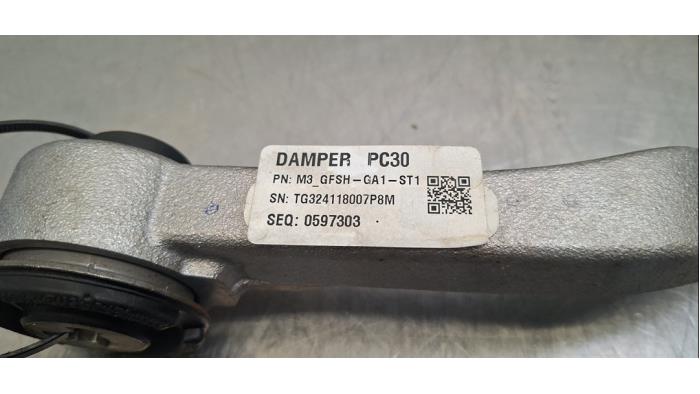 DAMPER PC30
PN: M3_GFSH-GA1-ST1
SN: TG324118007P8M
SEQ: 0597303